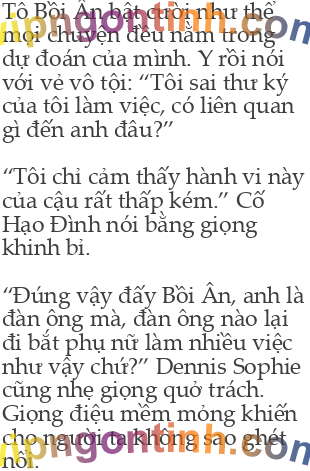 Tô Bồi Ân bật cười như thể
mọi chuyện đều nằm trong
dự đoán của mình. Y rồi nói
với vẻ vô tội: “Tôi sai thư ký
của tôi làm việc, có liên quan
gì đến anh đâu?”
“Tôi chỉ cảm thấy hành vi này
của cậu rất thấp kém.” Cố
Hạo Đình nói bằng giọng
khinh bỉ.
“Đúng vậy đấy Bồi Ân, anh là
đàn ông mà, đàn ông nào lại
đi bắt phụ nữ làm nhiều việc
như vậy chứ?” Dennis Sophie
cũng nhẹ giọng quở trách.
Giọng điệu mềm mỏng khiến
cho người ta không sao ghét
nổi.
vipngontinh.com
vipngontinh.com